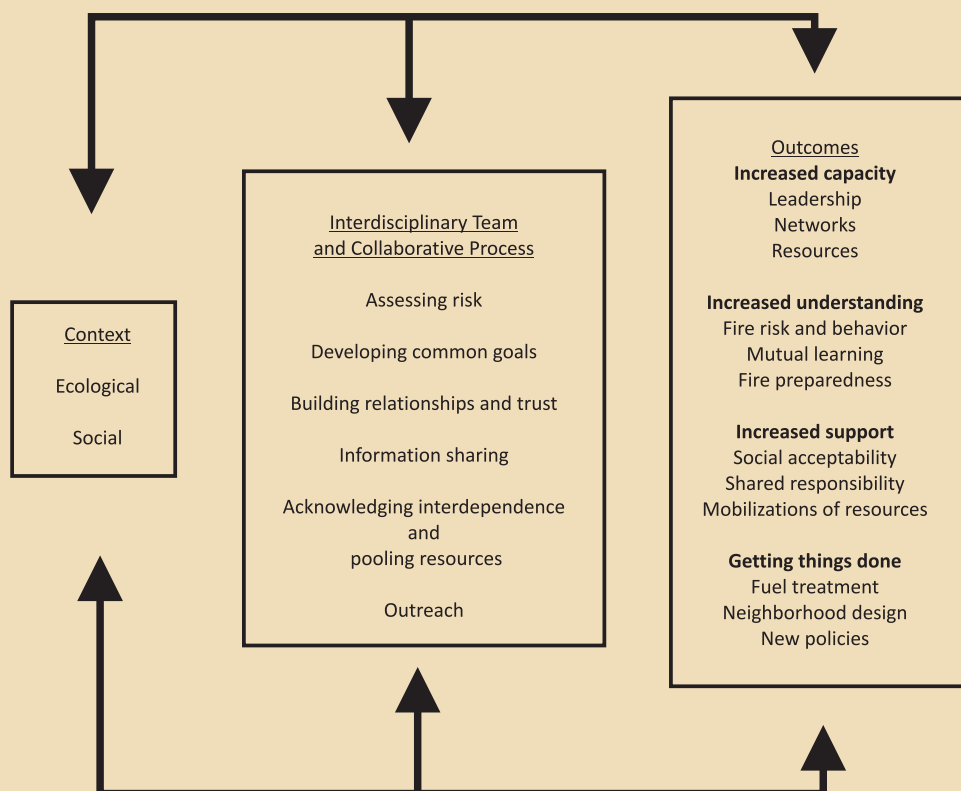 Context
Ecological
Social
Interdisciplinary Team
and Collaborative Process
Assessing risk
Developing common goals
Building relationships and trust
Information sharing
Acknowledging interdependence
and
pooling resources
Outreach
Outcomes
Increased capacity
Leadership
Networks
Resources
Increased understanding
Fire risk and behavior
Mutual learning
Fire preparedness
Increased support
Social acceptability
Shared responsibility
Mobilizations of resources
Getting things done
Fuel treatment
Neighborhood design
New policies